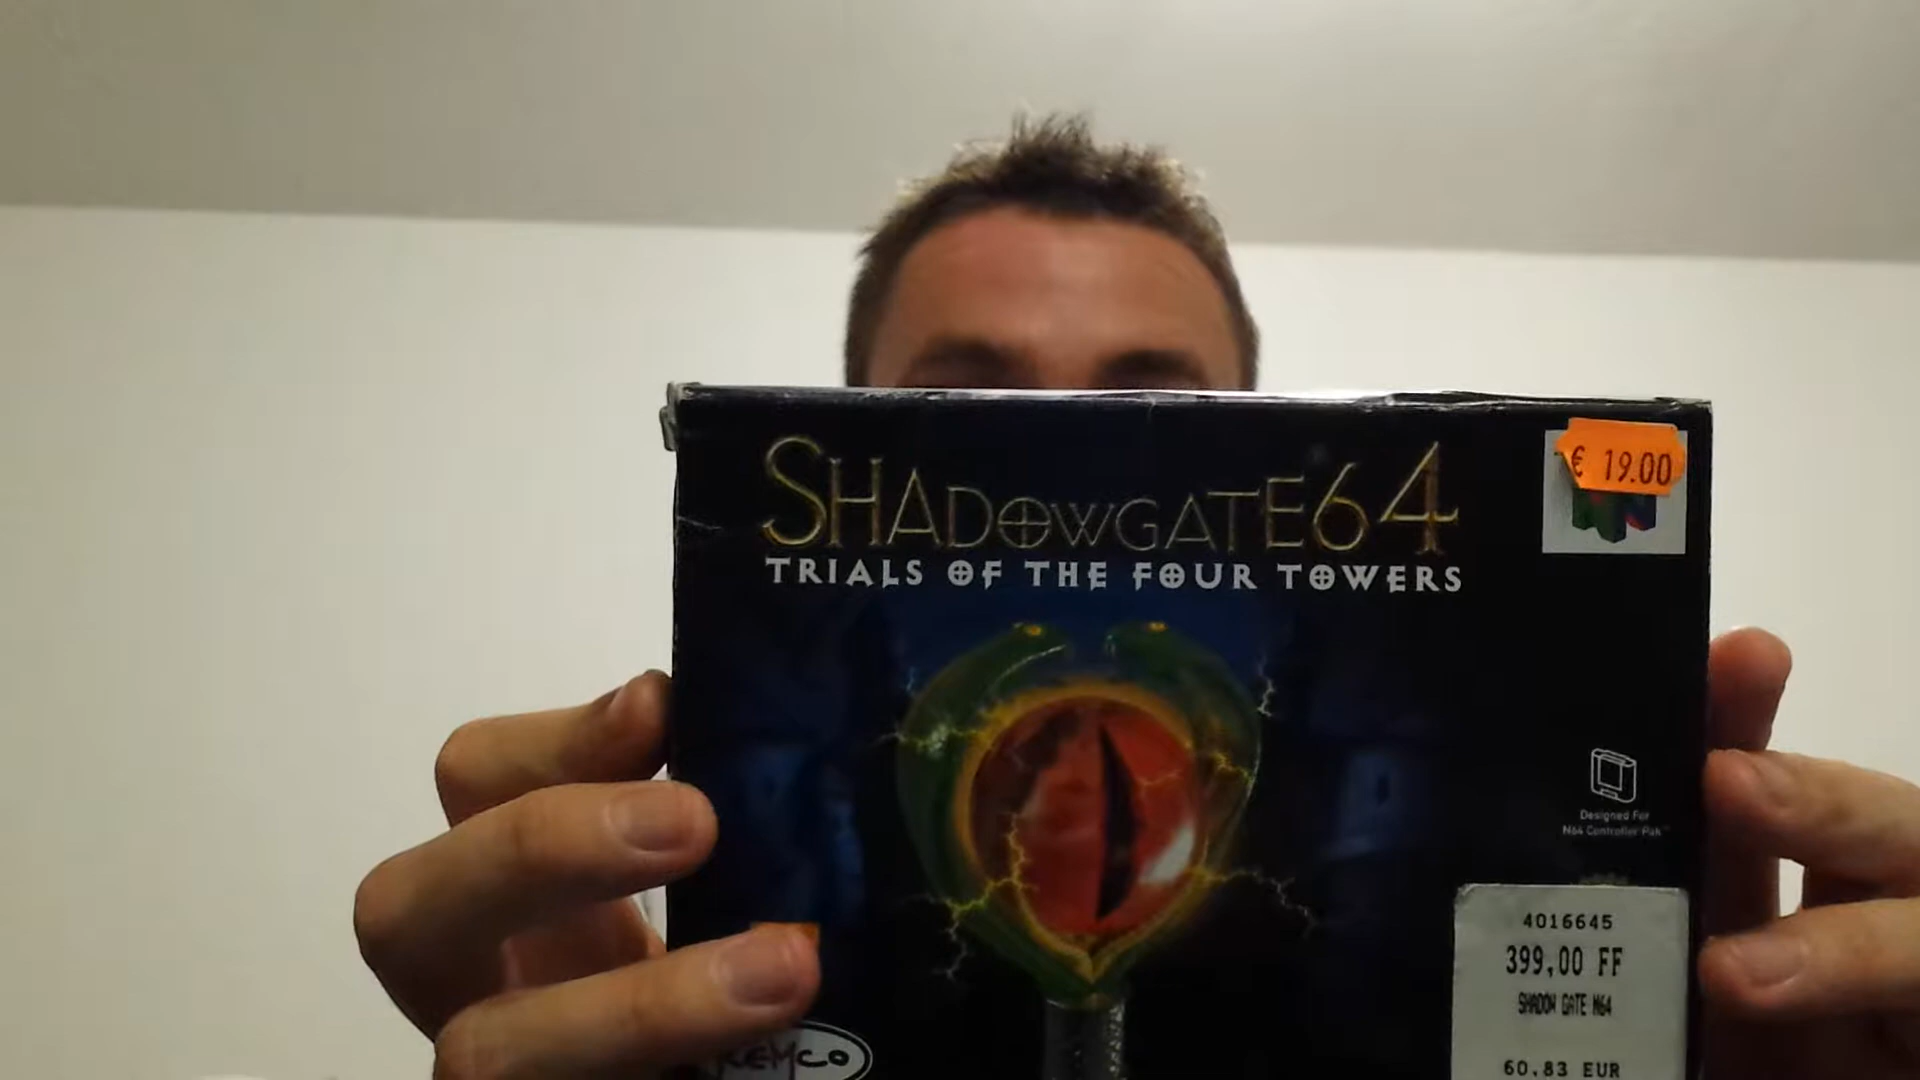 SHADOWGATE64
TRIALS OF THE FOUR TOWERS
€ 19.00
Designed For
N64 Controller Pak™
4016645
399,00 FF
SHADOW GATE N64
60.83 EUR
KEMCO